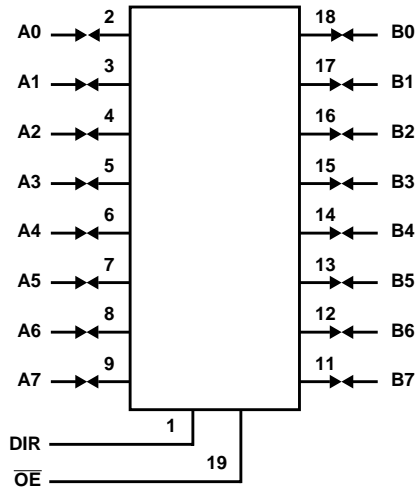 A0 2 18 B0
A1 3 17 B1
A2 4 16 B2
A3 5 15 B3
A4 6 14 B4
A5 7 13 B5
A6 8 12 B6
A7 9 11 B7
DIR 1
O̅E̅ 19